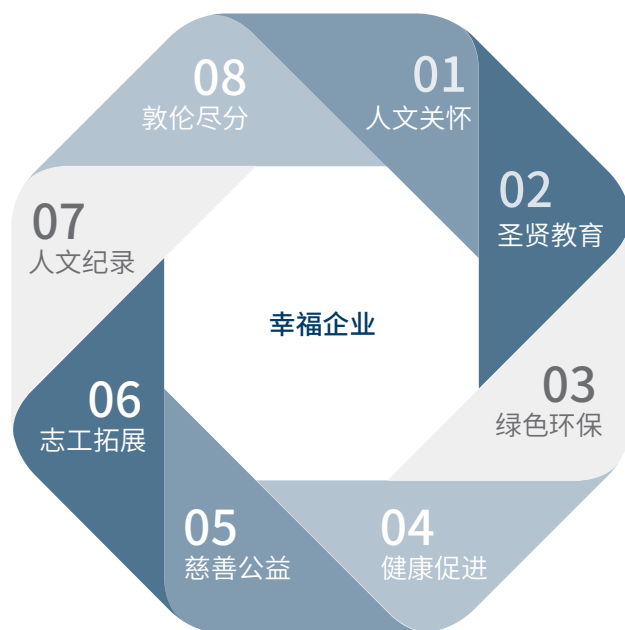 01
人文关怀
02
圣贤教育
03
绿色环保
04
健康促进
05
慈善公益
06
志工拓展
07
人文纪录
08
敦伦尽分
幸福企业